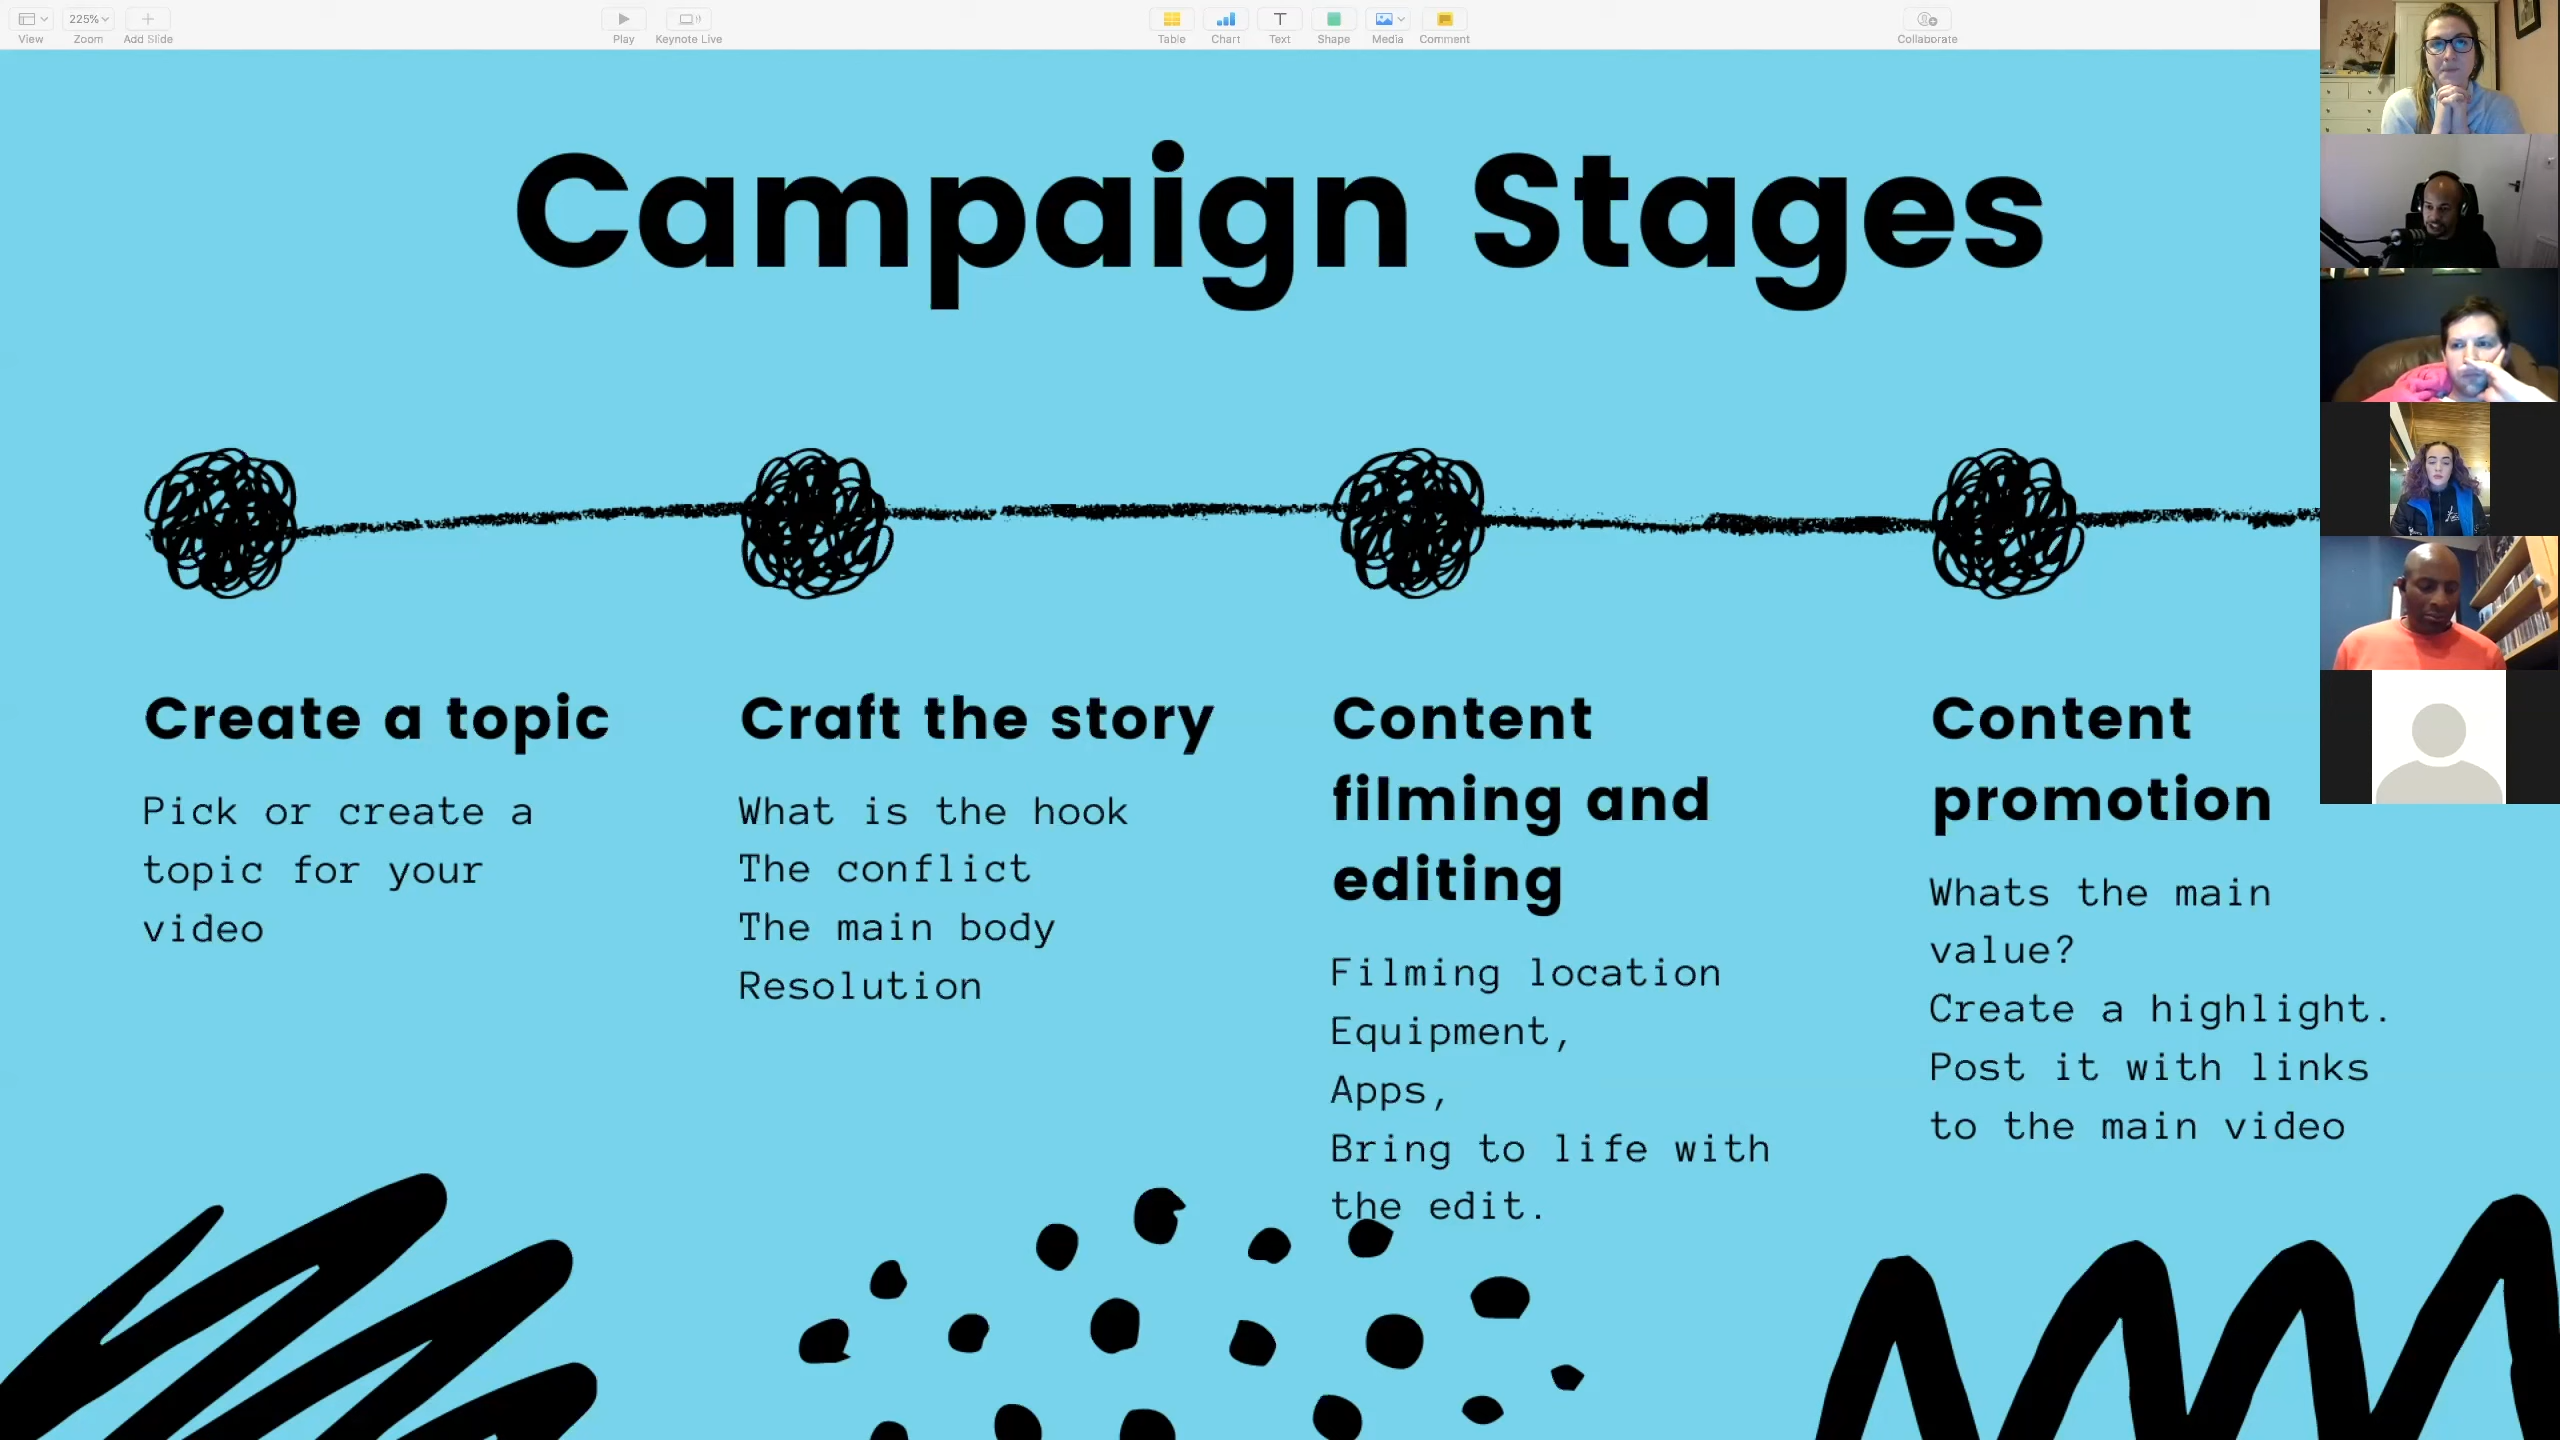 225%
View
Zoom
Add Slide
Play
Keynote Live
Table
Chart
Text
Shape
Media
Comment
Collaborate
Campaign Stages
Create a topic
Pick or create a
topic for your
video
Craft the story
What is the hook
The conflict
The main body
Resolution
Content
filming and
editing
Filming location
Equipment,
Apps,
Bring to life with
the edit.
Content
promotion
Whats the main
value?
Create a highlight.
Post it with links
to the main video